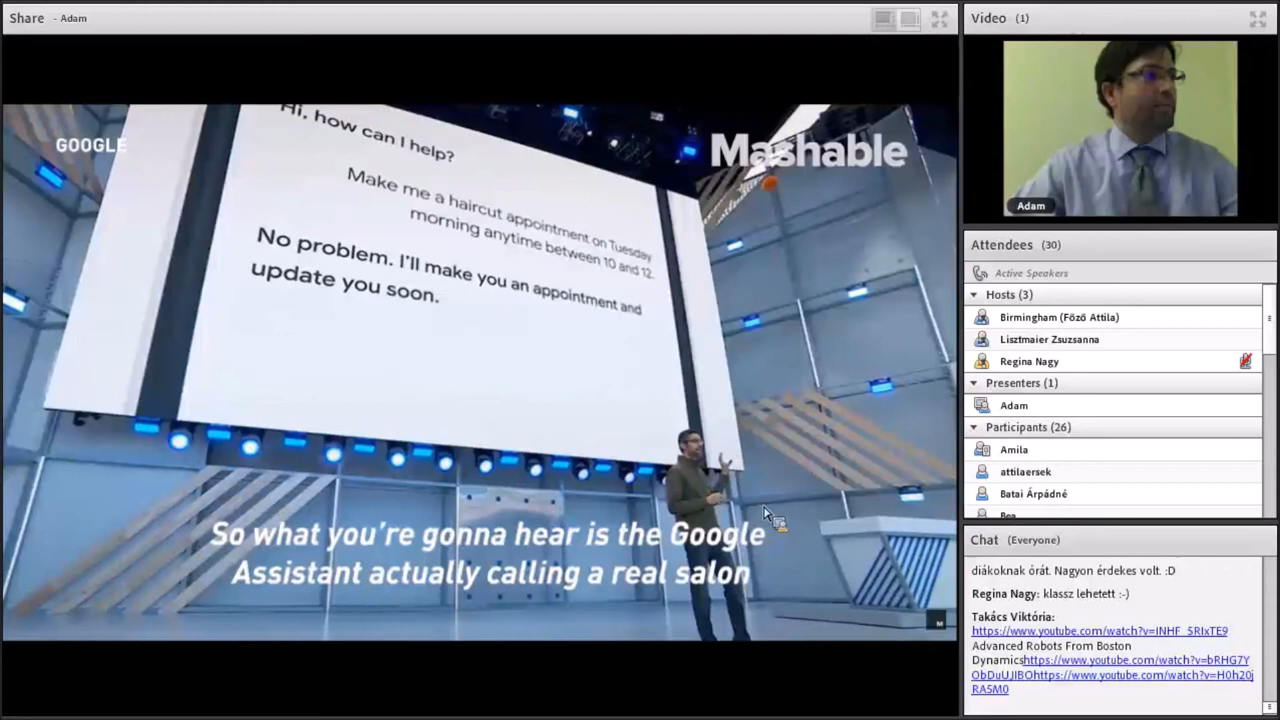 Share - Adam
GOOGLE
Mashable
Hi, how can I help?
Make me a haircut appointment on Tuesday
morning anytime between 10 and 12.
No problem. I'll make you an appointment and
update you soon.
So what you're gonna hear is the Google
Assistant actually calling a real salon
M
Video (1)
Adam
Attendees (30)
Active Speakers
Hosts (3)
Birmingham (Főző Attila)
Lisztmaier Zsuzsanna
Regina Nagy
Presenters (1)
Adam
Participants (26)
Amila
attilaersek
Batai Árpádné
Bea
Chat (Everyone)
diákoknak órát. Nagyon érdekes volt. :D
Regina Nagy: klassz lehetett :-)
Takács Viktória:
https://www.youtube.com/watch?v=INHF_5RIxTE9
Advanced Robots From Boston
Dynamicshttps://www.youtube.com/watch?v=bRHG7Y
ObDuUJIBOhttps://www.youtube.com/watch?v=H0h20j
RA5M0